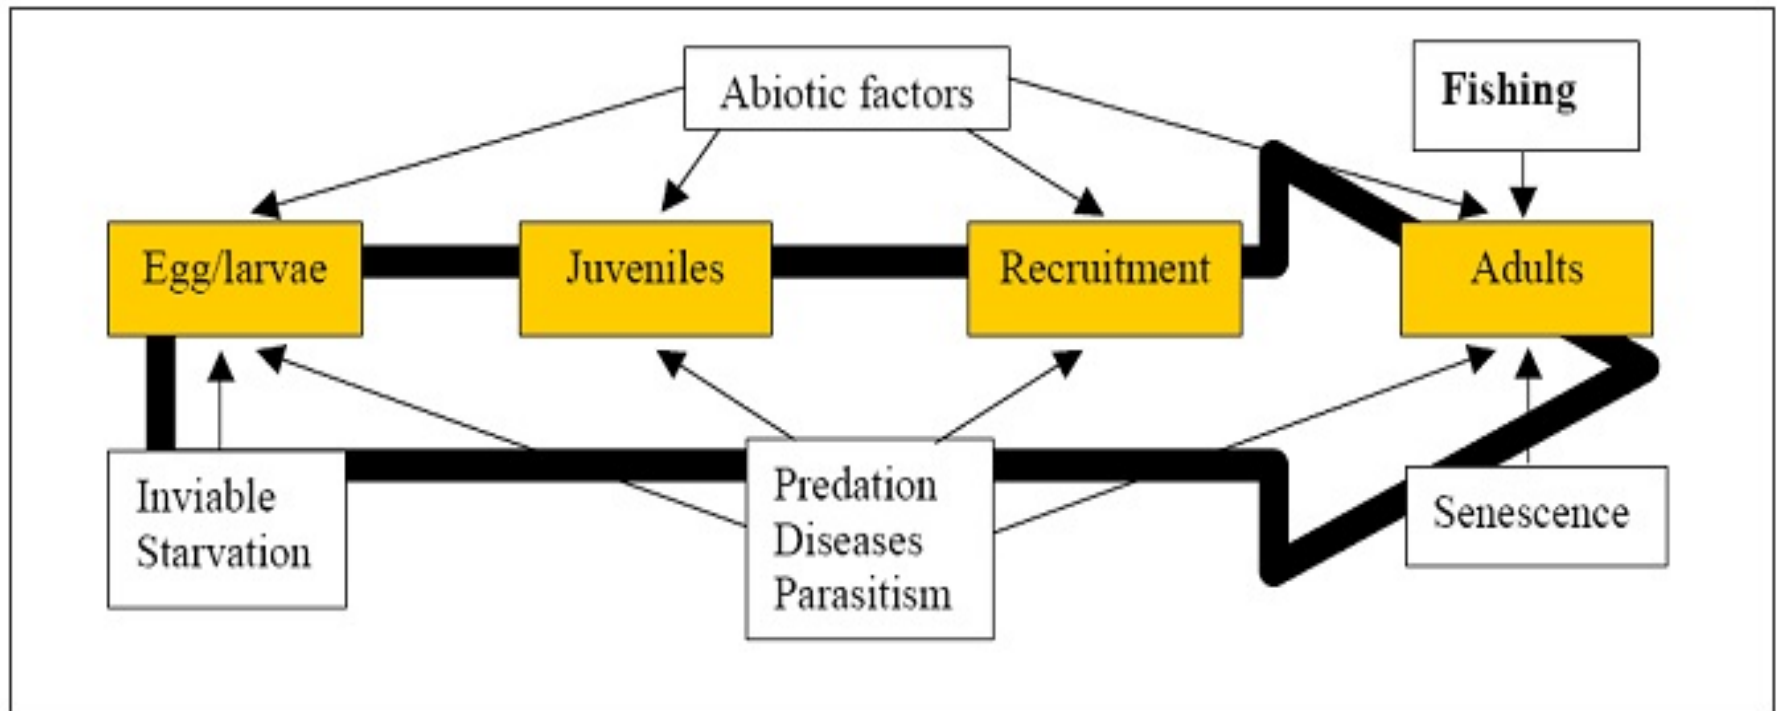 Abiotic factors
Fishing
Egg/larvae
Juveniles
Recruitment
Adults
Inviable
Starvation
Predation
Diseases
Parasitism
Senescence